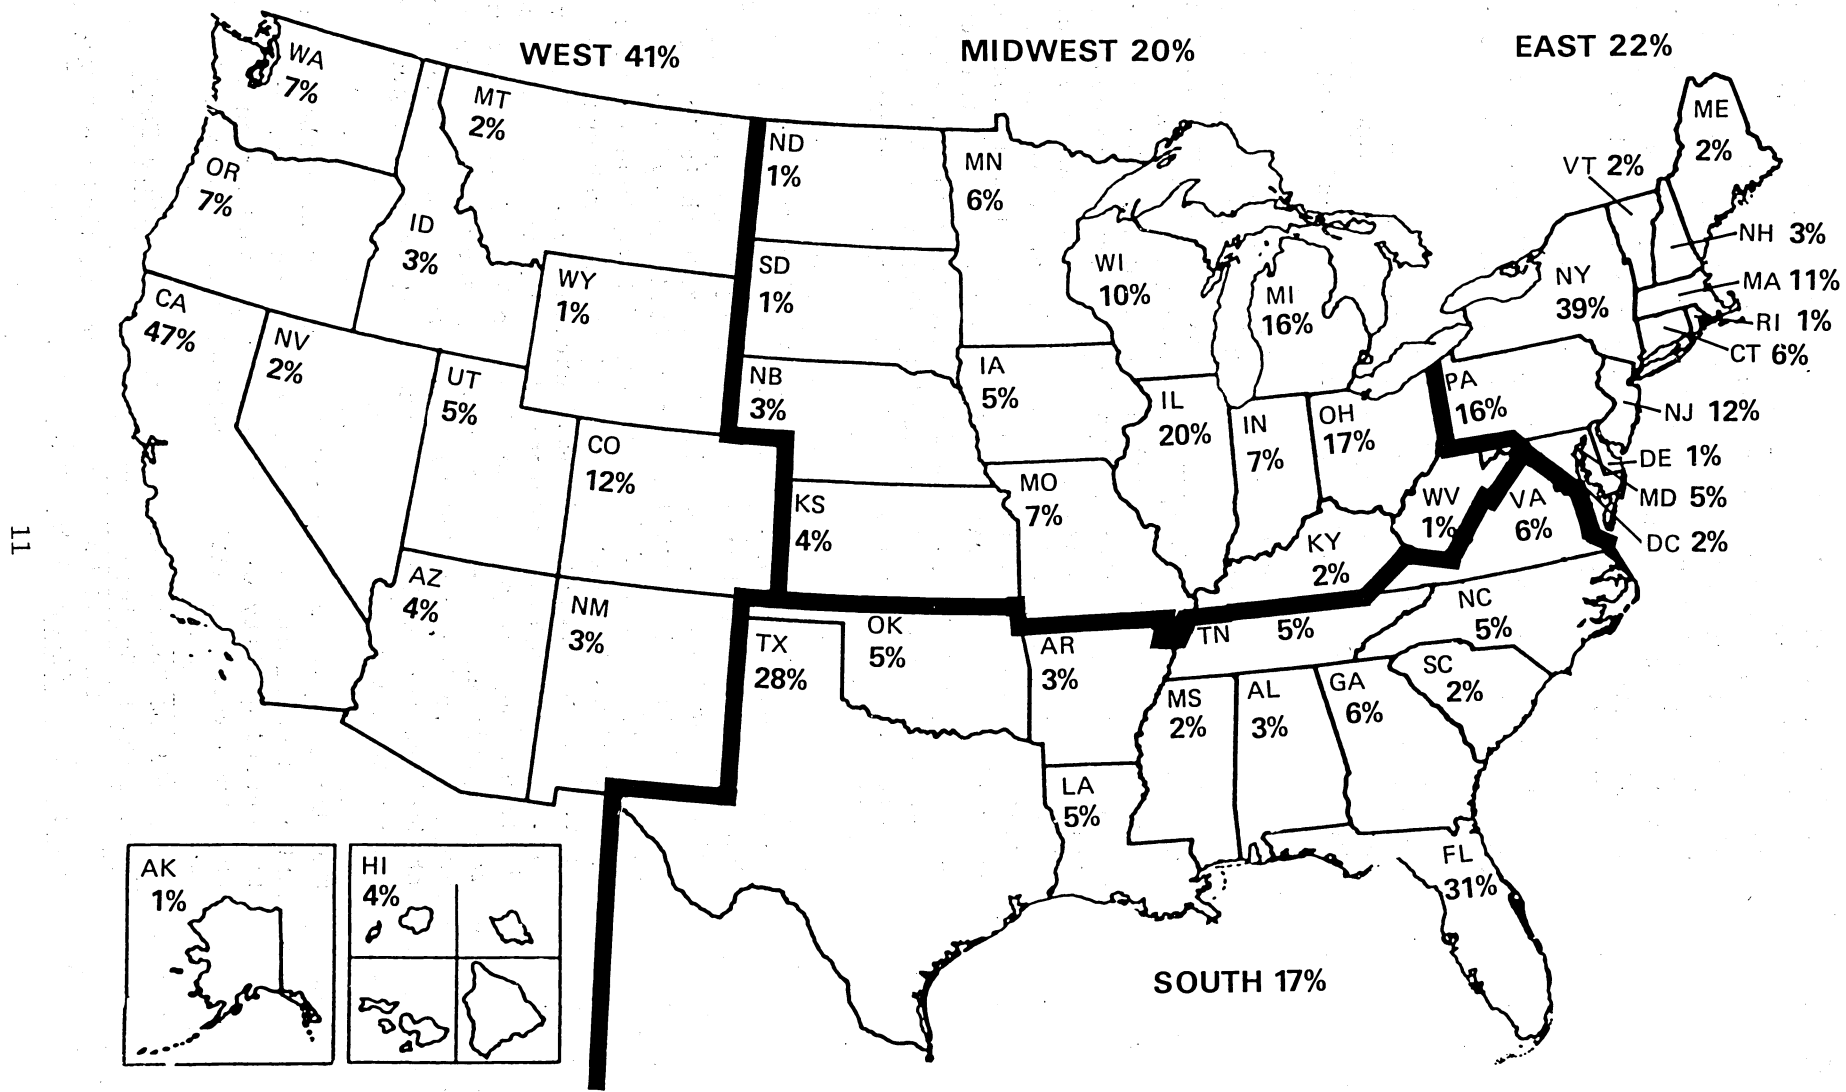 WEST 41%
MIDWEST 20%
EAST 22%
WA
7%
MT
2%
OR
7%
ID
3%
WY
1%
CA
47%
NV
2%
UT
5%
CO
12%
AZ
4%
NM
3%
AK
1%
HI
4%
ND
1%
SD
1%
NB
3%
KS
4%
MN
6%
IA
5%
MO
7%
WI
10%
IL
20%
MI
16%
IN
7%
OH
17%
KY
2%
WV
1%
TX
28%
OK
5%
AR
3%
LA
5%
TN 5%
MS
2%
AL
3%
GA
6%
FL
31%
SC
2%
NC
5%
VA
6%
ME
2%
VT 2%
NH 3%
MA 11%
RI 1%
CT 6%
NY
39%
PA
16%
NJ 12%
DE 1%
MD 5%
DC 2%
SOUTH 17%
11